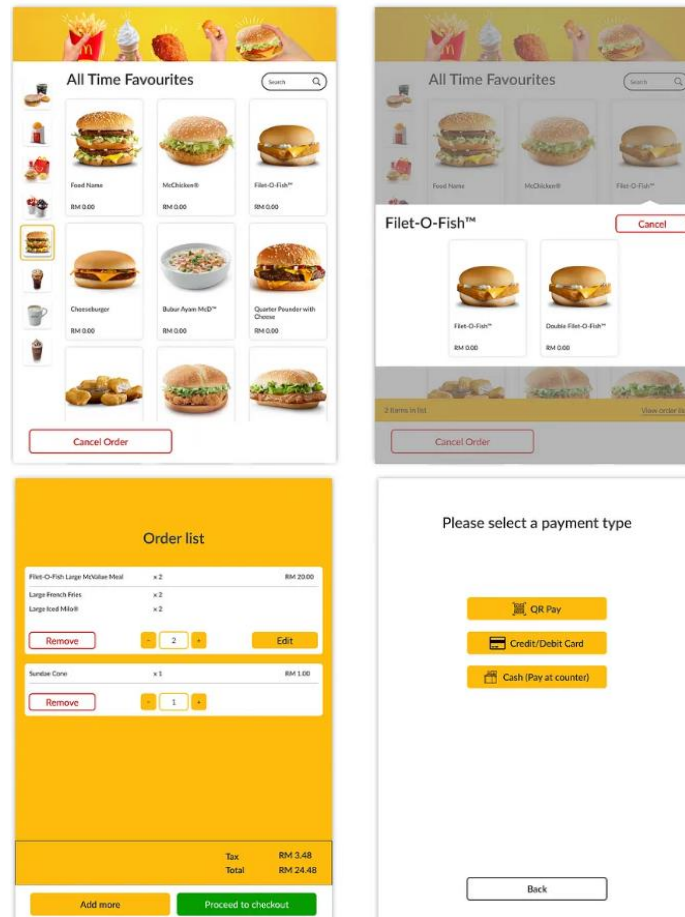 All Time Favourites
Search
Food Name
McChicken®
Filet-O-Fish™
RM 0.00
RM 0.00
RM 0.00
Cheeseburger
Bubur Ayam McD™
Quarter Pounder with
Cheese
RM 0.00
RM 0.00
RM 0.00
Cancel Order
All Time Favourites
Search
Food Name
McChicken®
Filet-O-Fish™
Filet-O-Fish™
Cancel
Filet-O-Fish™
Double Filet-O-Fish™
RM 0.00
RM 0.00
2 items in list
View order list
Cancel Order
Order list
Filet-O-Fish Large McValue Meal x 2 RM 20.00
Large French Fries x 2
Large Iced Milo® x 2
Remove - 2 + Edit
Sundae Cone x 1 RM 1.00
Remove - 1 +
Tax RM 3.48
Total RM 24.48
Add more
Proceed to checkout
Please select a payment type
QR Pay
Credit/Debit Card
Cash (Pay at counter)
Back